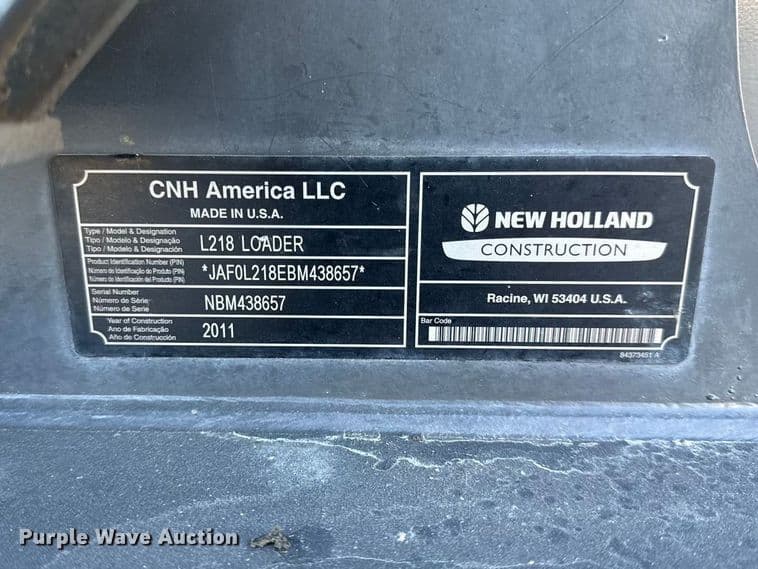 CNH America LLC
MADE IN U.S.A.
Type / Model & Designation
Tipo / Modelo & Designação
Tipo / Modelo & Designación
L218 LOADER
Product Identification Number (PIN)
Número de Identificação do Produto (PIN)
Número de Identificación del Producto (PIN)
*JAF0L218EBM438657*
Serial Number
Número de Série
Número de Serie
NBM438657
Year of Construction
Ano de Fabricação
Año de Construcción
2011
NEW HOLLAND
CONSTRUCTION
Racine, WI 53404 U.S.A.
Bar Code
84373451 A
Purple Wave Auction